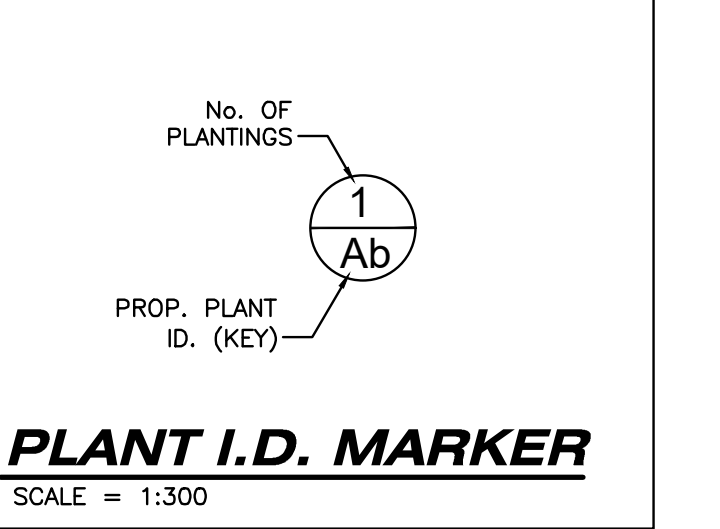 No. OF
PLANTINGS
1
Ab
PROP. PLANT
ID. (KEY)
PLANT I.D. MARKER
SCALE = 1:300